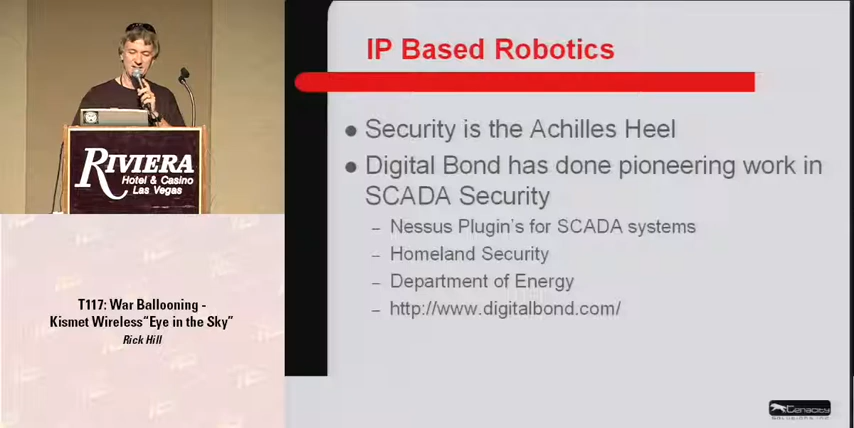 IP Based Robotics
Security is the Achilles Heel
Digital Bond has done pioneering work in
SCADA Security
– Nessus Plugin's for SCADA systems
– Homeland Security
– Department of Energy
– http://www.digitalbond.com/
RIVIERA
Hotel & Casino
Las Vegas
T117: War Ballooning -
Kismet Wireless“Eye in the Sky”
Rick Hill
Tenacity